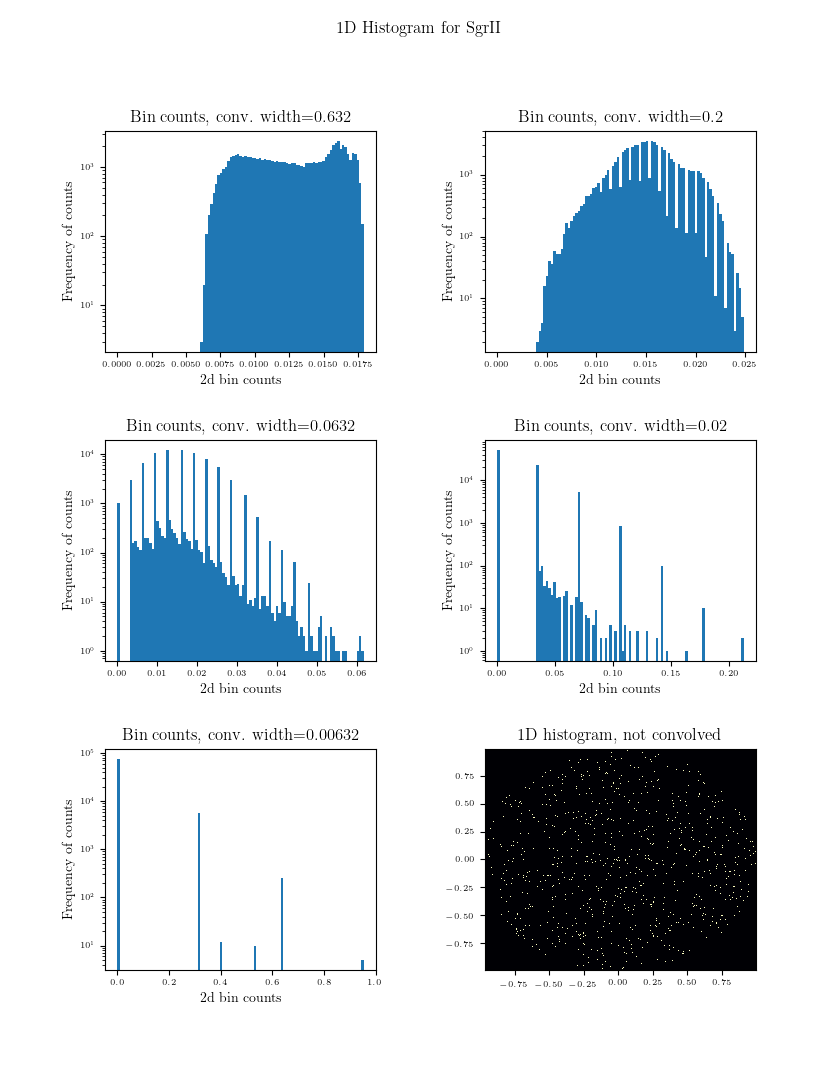 1D Histogram for SgrII
Bin counts, conv. width=0.632
Frequency of counts
10³
10²
10¹
0.0000 0.0025 0.0050 0.0075 0.0100 0.0125 0.0150 0.0175
2d bin counts
Bin counts, conv. width=0.2
Frequency of counts
10³
10²
10¹
0.000 0.005 0.010 0.015 0.020 0.025
2d bin counts
Bin counts, conv. width=0.0632
Frequency of counts
10⁴
10³
10²
10¹
10⁰
0.00 0.01 0.02 0.03 0.04 0.05 0.06
2d bin counts
Bin counts, conv. width=0.02
Frequency of counts
10⁴
10³
10²
10¹
10⁰
0.00 0.05 0.10 0.15 0.20
2d bin counts
Bin counts, conv. width=0.00632
Frequency of counts
10⁵
10⁴
10³
10²
10¹
0.0 0.2 0.4 0.6 0.8 1.0
2d bin counts
1D histogram, not convolved
0.75
0.50
0.25
0.00
−0.25
−0.50
−0.75
−0.75 −0.50 −0.25 0.00 0.25 0.50 0.75